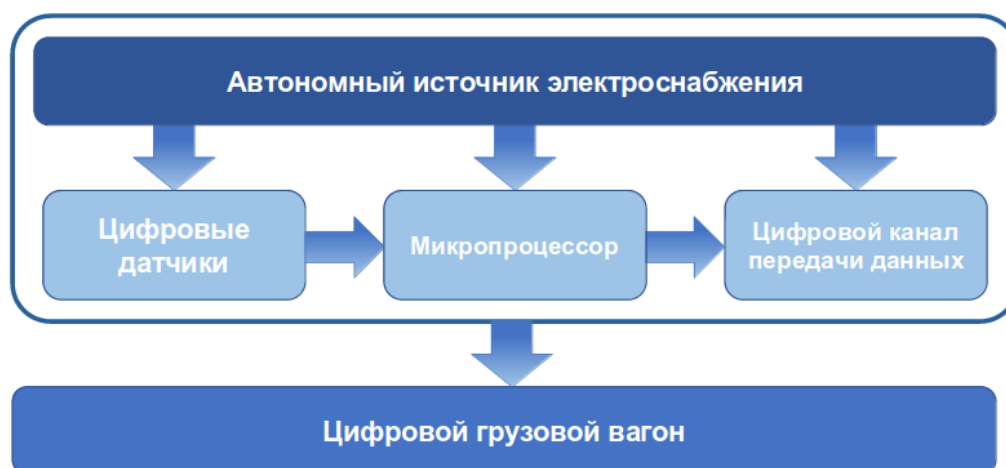 Автономный источник электроснабжения
Цифровые
датчики
Микропроцессор
Цифровой канал
передачи данных
Цифровой грузовой вагон